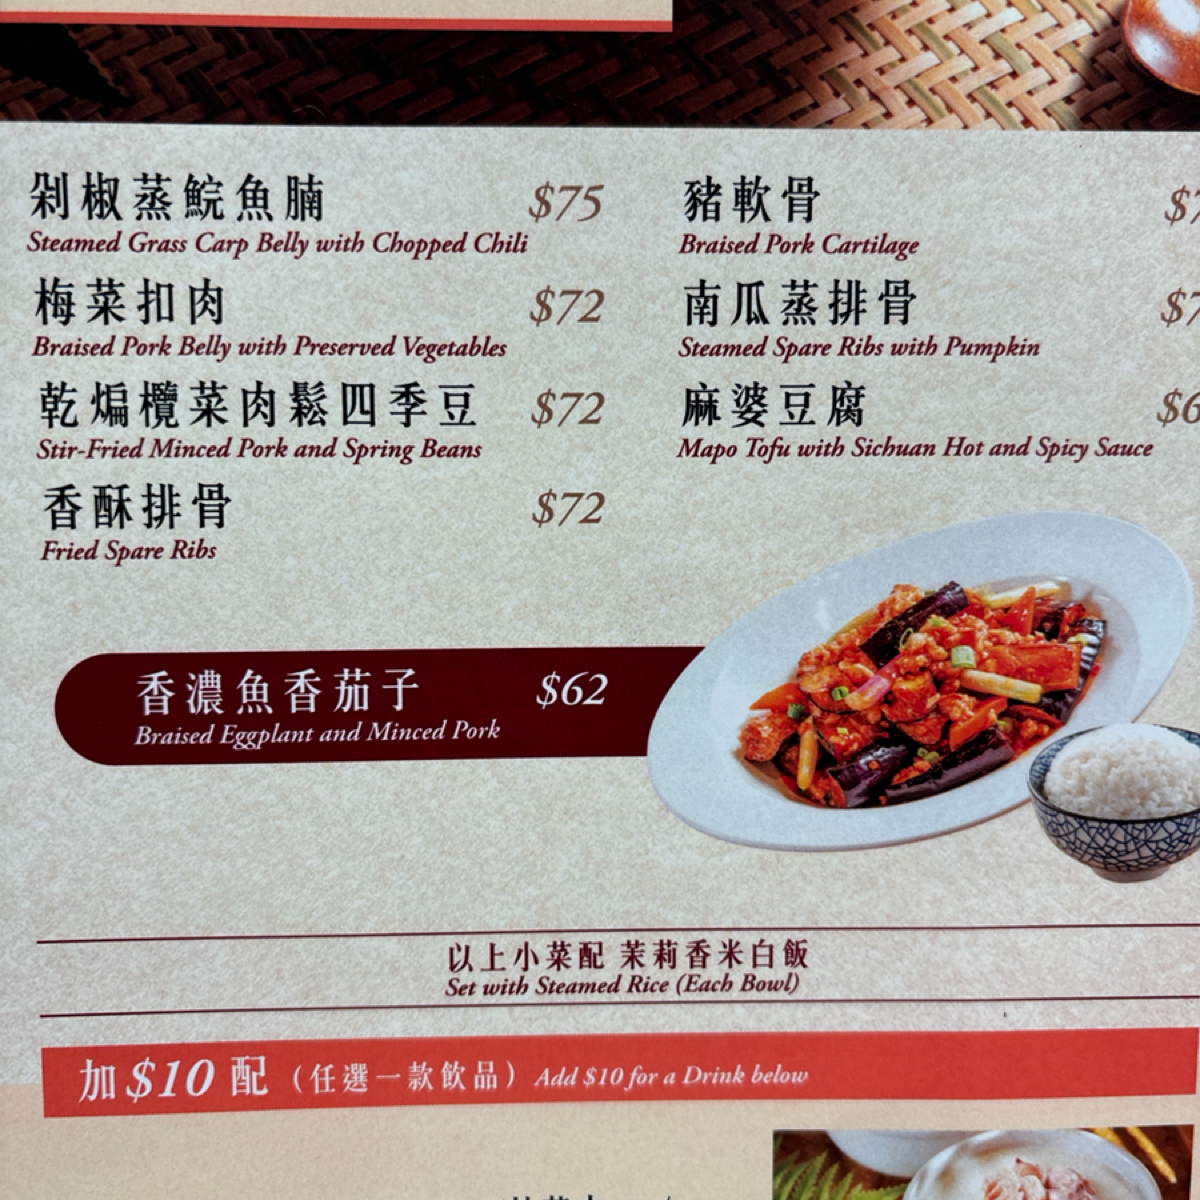 剁椒蒸鯇魚腩 $75
Steamed Grass Carp Belly with Chopped Chili
梅菜扣肉 $72
Braised Pork Belly with Preserved Vegetables
乾煸欖菜肉鬆四季豆 $72
Stir-Fried Minced Pork and Spring Beans
香酥排骨 $72
Fried Spare Ribs
豬軟骨
Braised Pork Cartilage
南瓜蒸排骨
Steamed Spare Ribs with Pumpkin
麻婆豆腐
Mapo Tofu with Sichuan Hot and Spicy Sauce
香濃魚香茄子 $62
Braised Eggplant and Minced Pork
以上小菜配 茉莉香米白飯
Set with Steamed Rice (Each Bowl)
加 $10 配（任選一款飲品）Add $10 for a Drink below